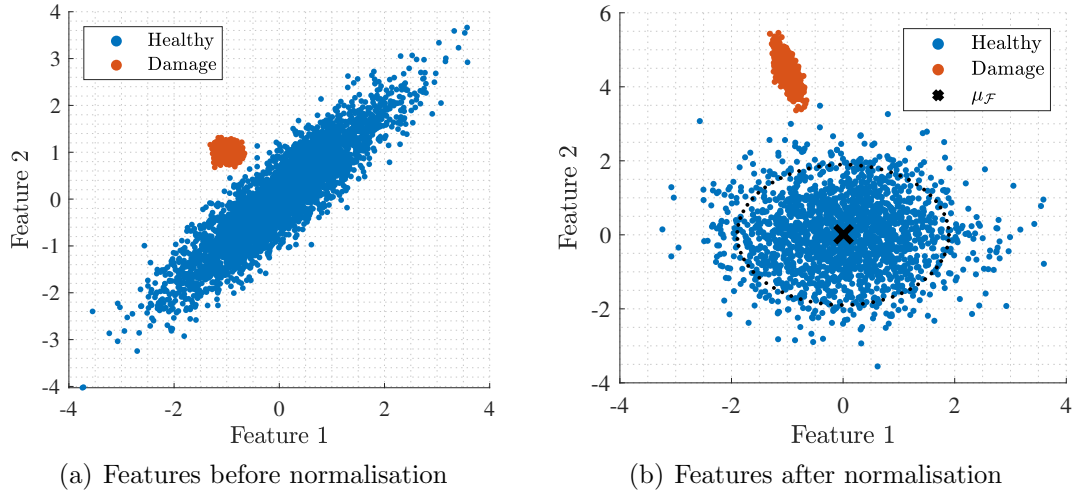 4
3
2
1
0
-1
-2
-3
-4
Feature 2
Healthy
Damage
-4
-2
0
2
4
Feature 1
(a) Features before normalisation
6
4
2
0
-2
-4
Feature 2
Healthy
Damage
μ_𝓕
-4
-2
0
2
4
Feature 1
(b) Features after normalisation